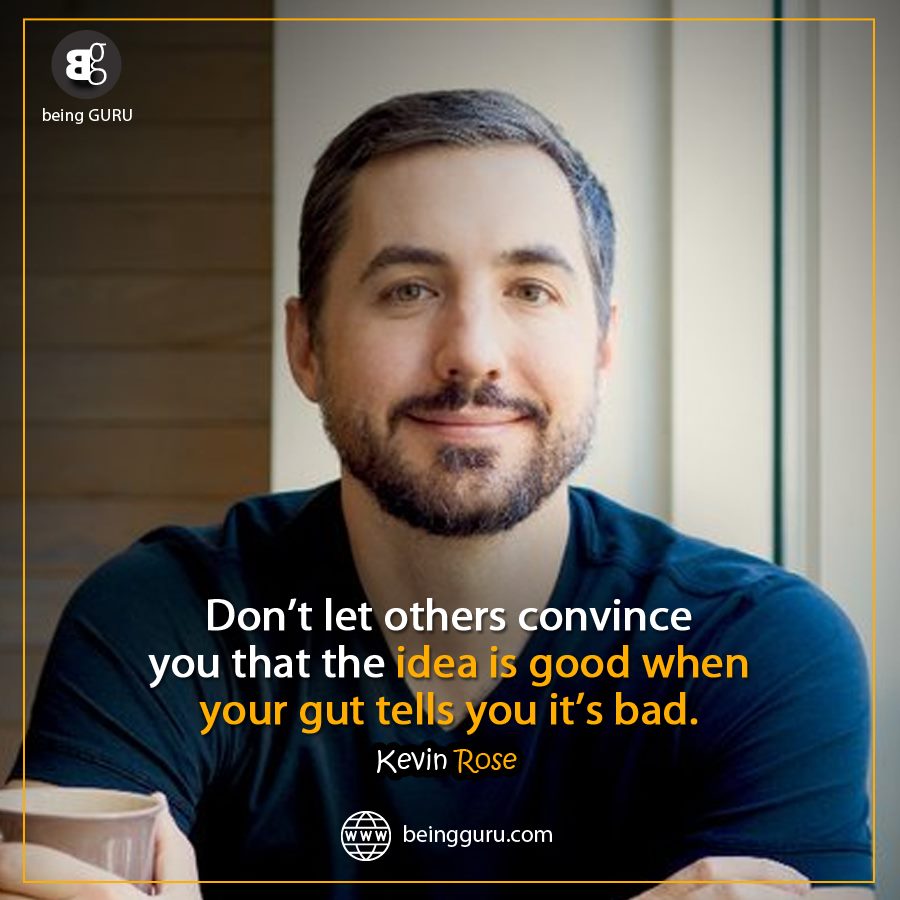 Bg
being GURU
Don’t let others convince
you that the idea is good when
your gut tells you it’s bad.
Kevin Rose
www
beingguru.com